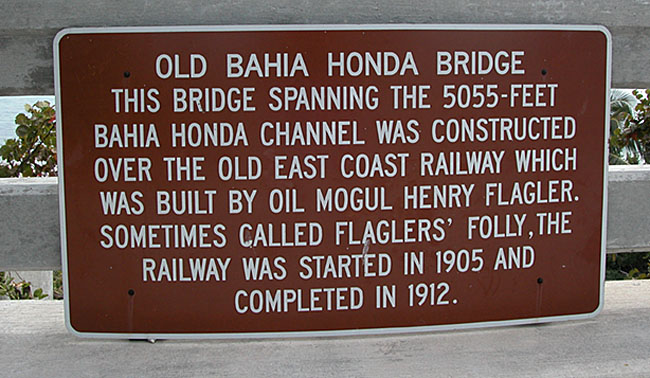 OLD BAHIA HONDA BRIDGE
THIS BRIDGE SPANNING THE 5055-FEET
BAHIA HONDA CHANNEL WAS CONSTRUCTED
OVER THE OLD EAST COAST RAILWAY WHICH
WAS BUILT BY OIL MOGUL HENRY FLAGLER.
SOMETIMES CALLED FLAGLERS' FOLLY, THE
RAILWAY WAS STARTED IN 1905 AND
COMPLETED IN 1912.